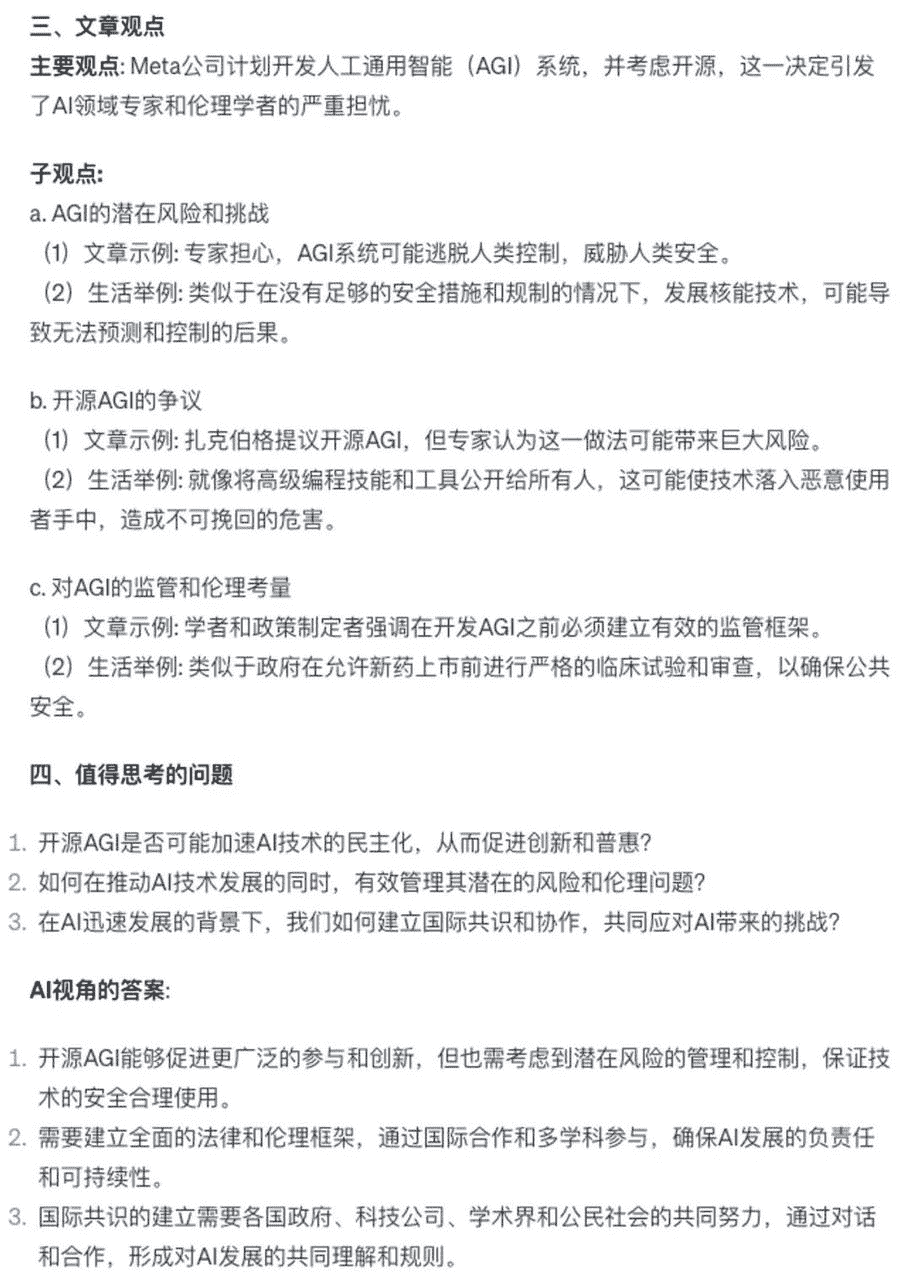 三、文章观点
主要观点: Meta公司计划开发人工通用智能（AGI）系统，并考虑开源，这一决定引发
了AI领域专家和伦理学者的严重担忧。
子观点:
a. AGI的潜在风险和挑战
（1）文章示例: 专家担心，AGI系统可能逃脱人类控制，威胁人类安全。
（2）生活举例: 类似于在没有足够的安全措施和规制的情况下，发展核能技术，可能导
致无法预测和控制的后果。
b. 开源AGI的争议
（1）文章示例: 扎克伯格提议开源AGI，但专家认为这一做法可能带来巨大风险。
（2）生活举例: 就像将高级编程技能和工具公开给所有人，这可能使技术落入恶意使用
者手中，造成不可挽回的危害。
c. 对AGI的监管和伦理考量
（1）文章示例: 学者和政策制定者强调在开发AGI之前必须建立有效的监管框架。
（2）生活举例: 类似于政府在允许新药上市前进行严格的临床试验和审查，以确保公共
安全。
四、值得思考的问题
1. 开源AGI是否可能加速AI技术的民主化，从而促进创新和普惠?
2. 如何在推动AI技术发展的同时，有效管理其潜在的风险和伦理问题?
3. 在AI迅速发展的背景下，我们如何建立国际共识和协作，共同应对AI带来的挑战?
AI视角的答案:
1. 开源AGI能够促进更广泛的参与和创新，但也需考虑到潜在风险的管理和控制，保证技
术的安全合理使用。
2. 需要建立全面的法律和伦理框架，通过国际合作和多学科参与，确保AI发展的负责任
和可持续性。
3. 国际共识的建立需要各国政府、科技公司、学术界和公民社会的共同努力，通过对话
和合作，形成对AI发展的共同理解和规则。